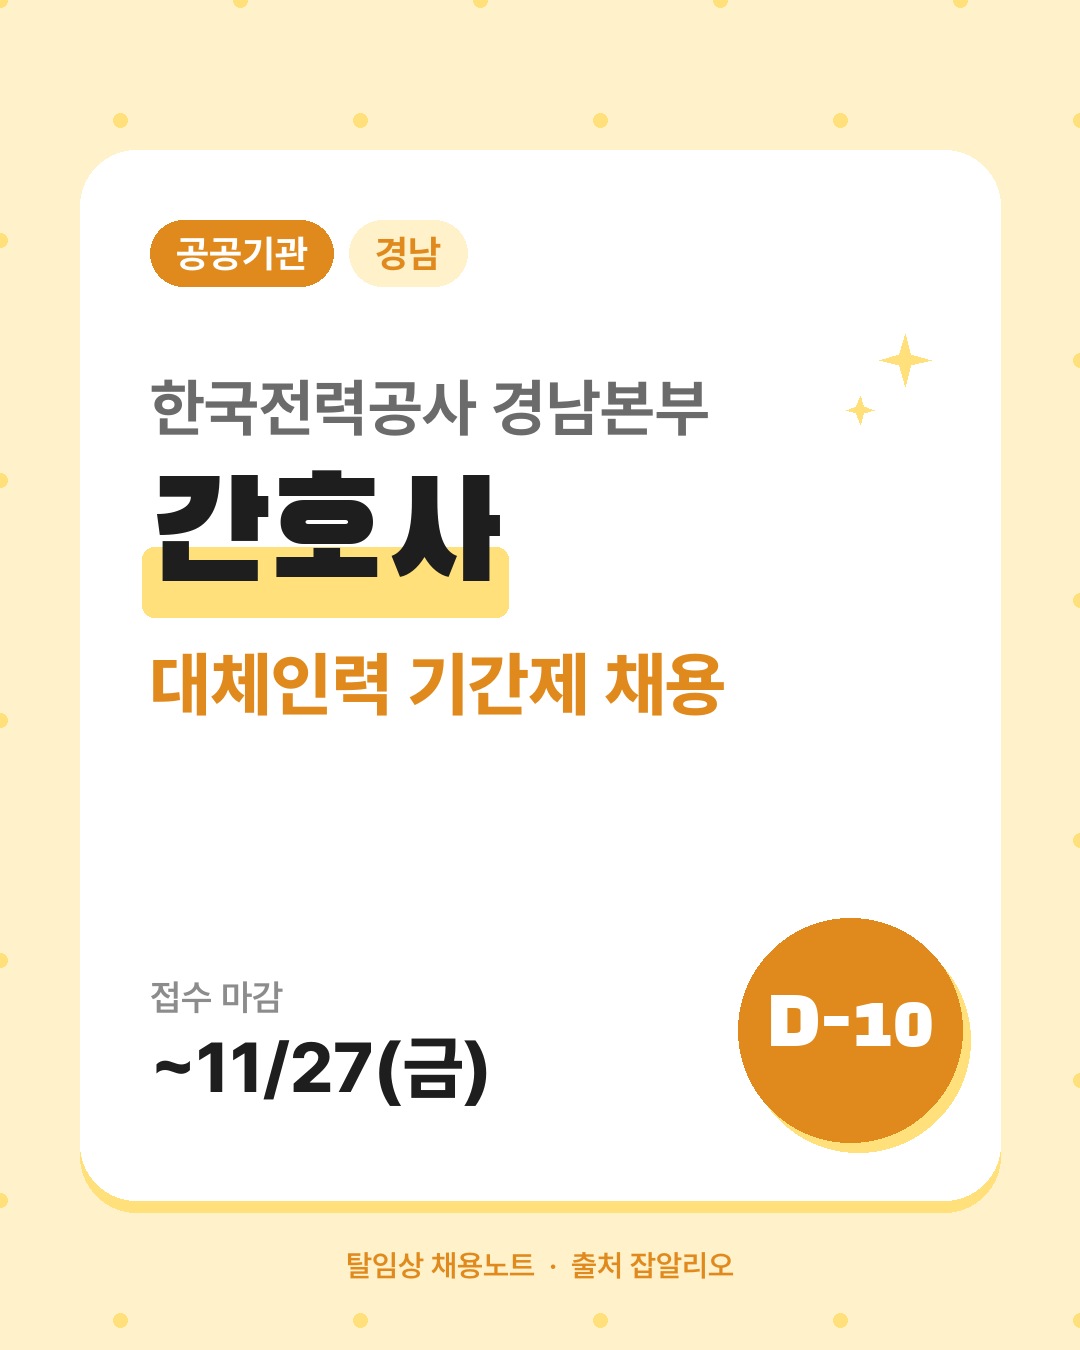 공공기관 경남
한국전력공사 경남본부
간호사
대체인력 기간제 채용
접수 마감
~11/27(금)
D-10
탈임상 채용노트 · 출처 잡알리오